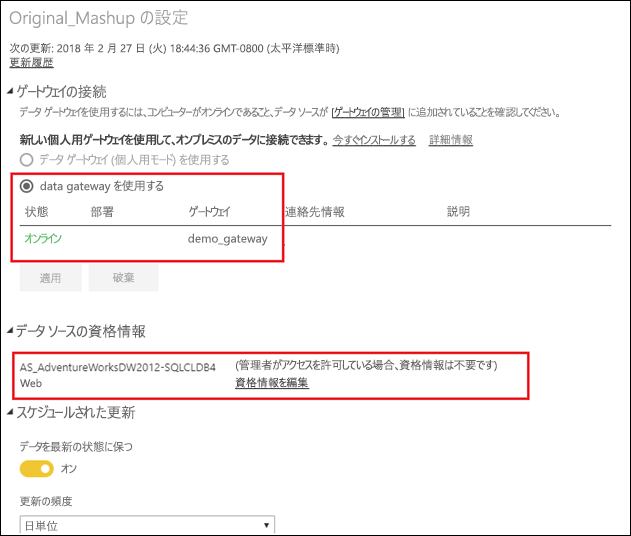 Original_Mashup の設定
次の更新: 2018 年 2 月 27 日 (火) 18:44:36 GMT-0800 (太平洋標準時)
更新履歴
ゲートウェイの接続
データ ゲートウェイを使用するには、コンピューターがオンラインであること、データ ソースが [ゲートウェイの管理] に追加されていることを確認してください。
新しい個人用ゲートウェイを使用して、オンプレミスのデータに接続できます。 今すぐインストールする 詳細情報
データ ゲートウェイ (個人用モード) を使用する
data gateway を使用する
状態 部署 ゲートウェイ 連絡先情報 説明
オンライン demo_gateway
適用 破棄
データ ソースの資格情報
AS_AdventureWorksDW2012-SQLCLDB4 (管理者がアクセスを許可している場合、資格情報は不要です)
Web 資格情報を編集
スケジュールされた更新
データを最新の状態に保つ
オン
更新の頻度
日単位